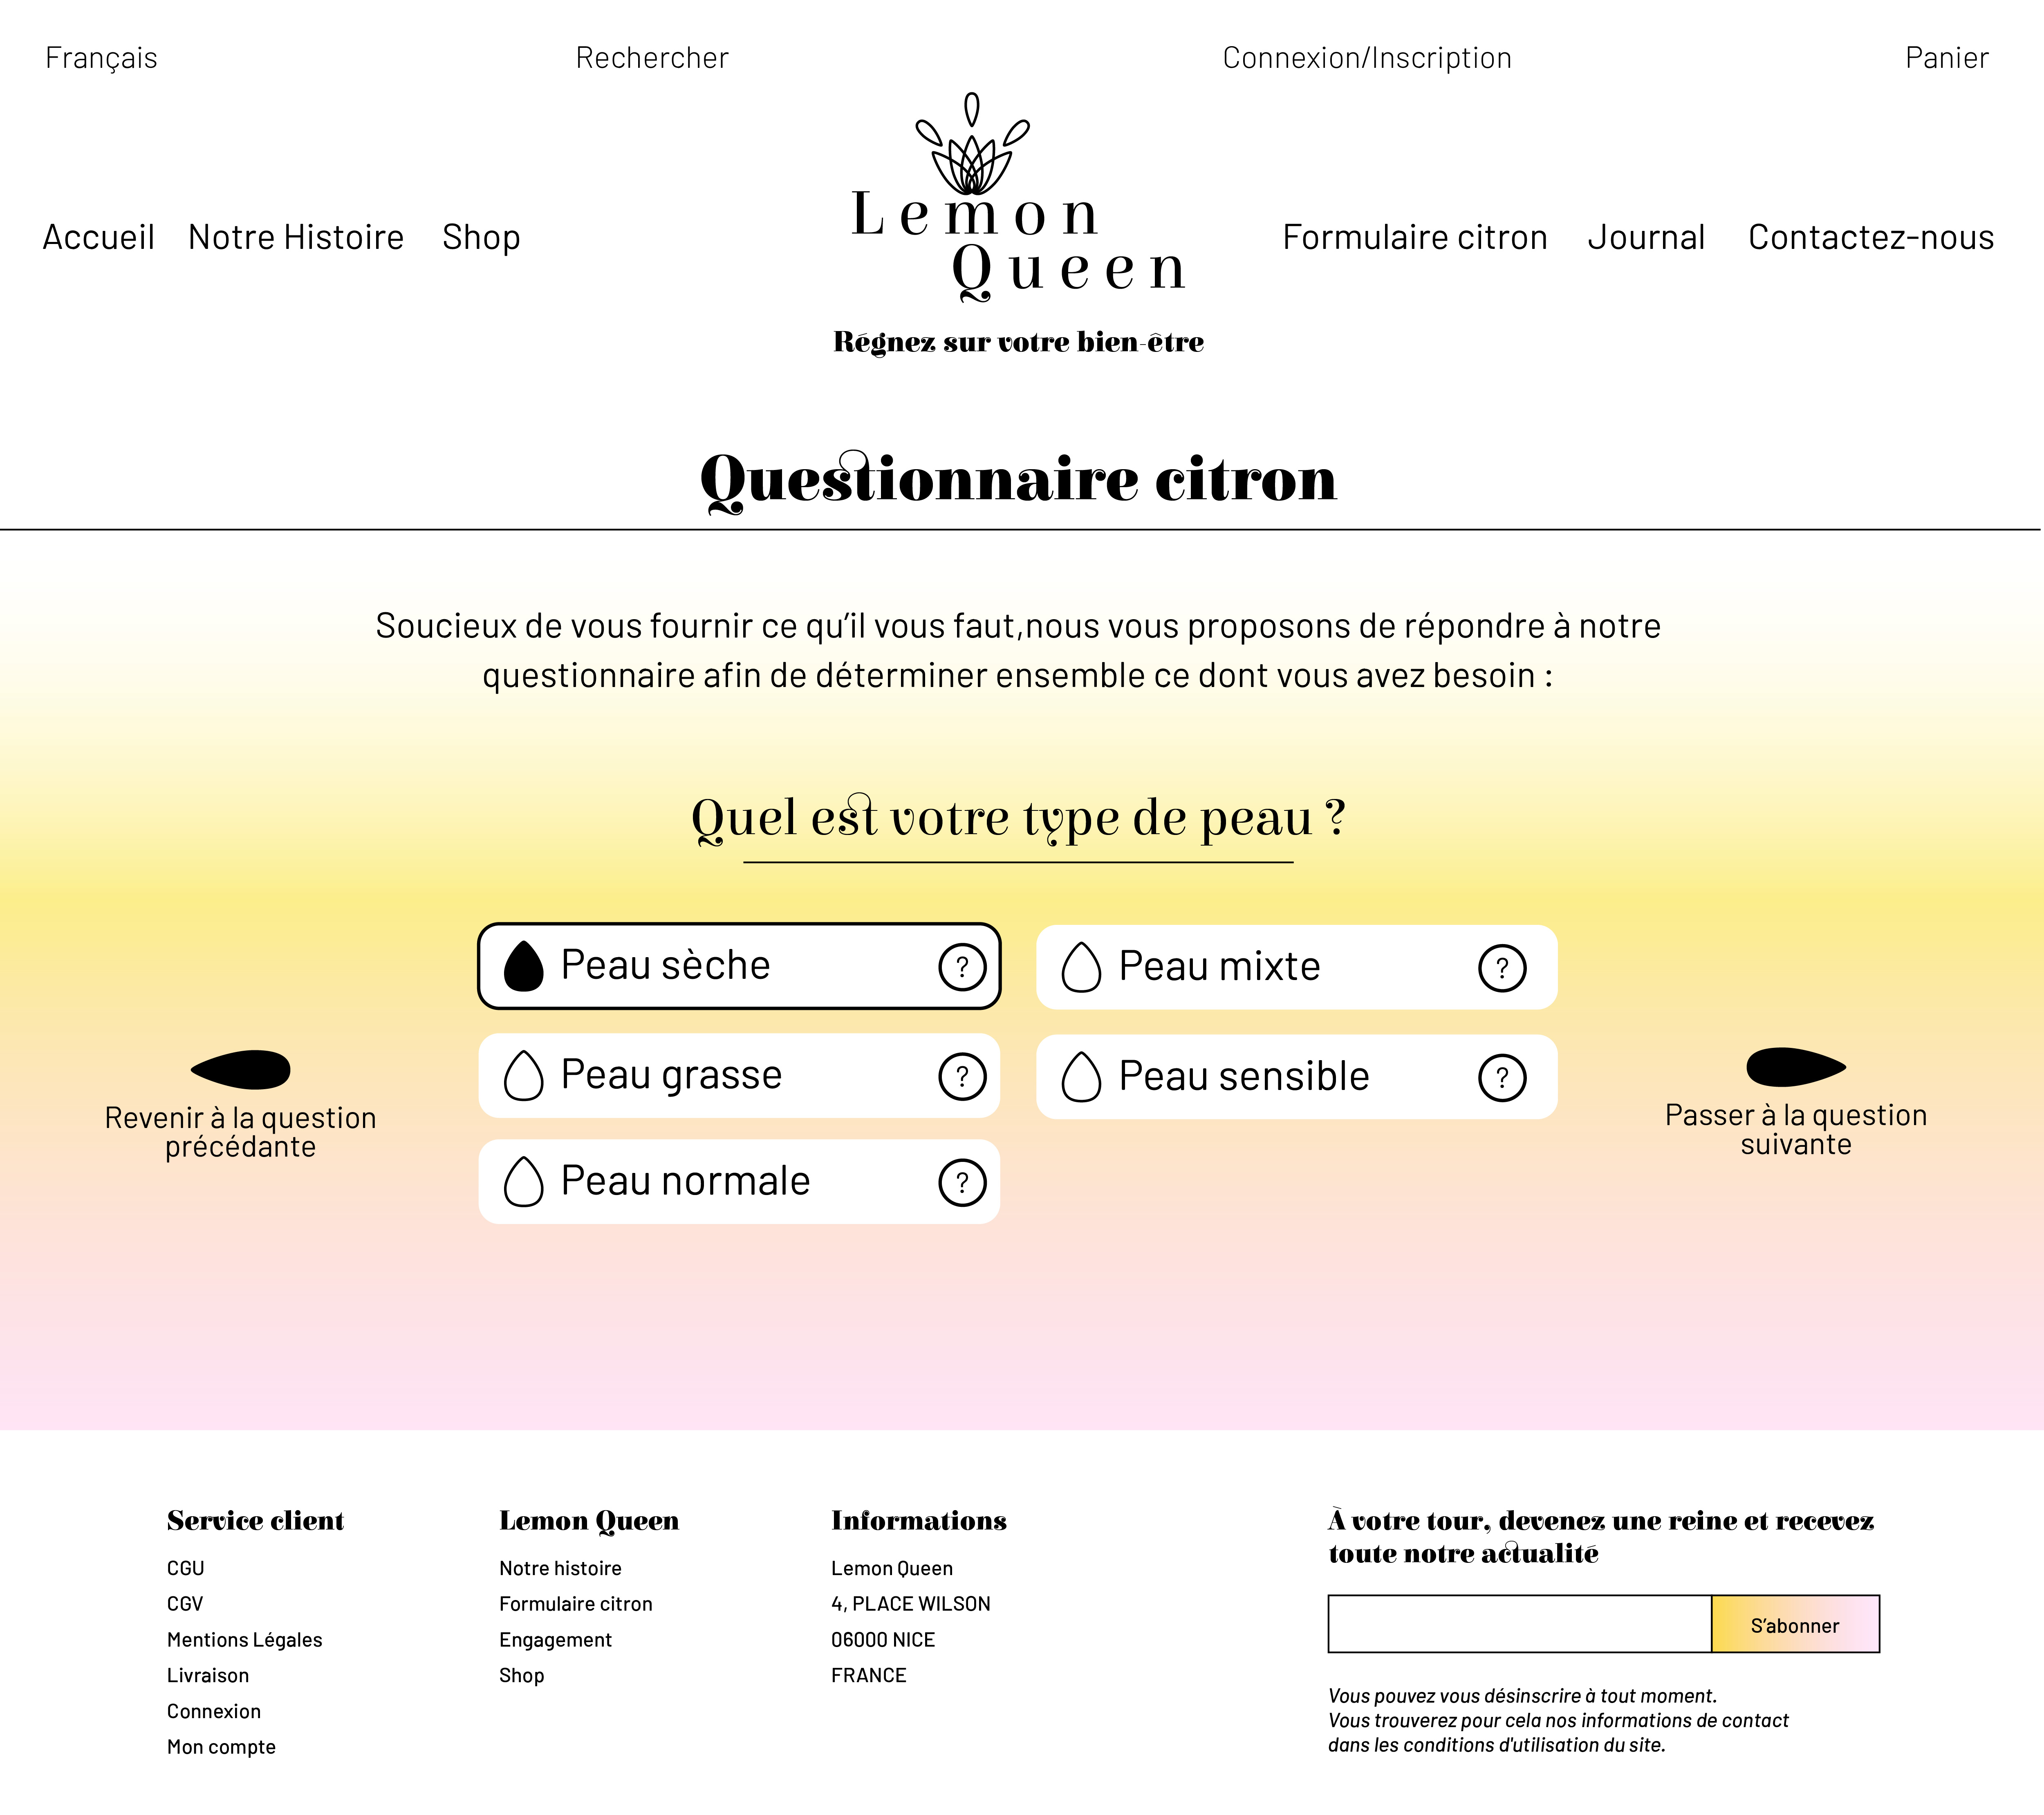 Français
Rechercher
Connexion/Inscription
Panier
Accueil
Notre Histoire
Shop
Lemon
Queen
Régnez sur votre bien-être
Formulaire citron
Journal
Contactez-nous
Questionnaire citron
Soucieux de vous fournir ce qu’il vous faut,nous vous proposons de répondre à notre
questionnaire afin de déterminer ensemble ce dont vous avez besoin :
Quel est votre type de peau ?
Peau sèche
?
Peau mixte
?
Peau grasse
?
Peau sensible
?
Peau normale
?
Revenir à la question
précédante
Passer à la question
suivante
Service client
CGU
CGV
Mentions Légales
Livraison
Connexion
Mon compte
Lemon Queen
Notre histoire
Formulaire citron
Engagement
Shop
Informations
Lemon Queen
4, PLACE WILSON
06000 NICE
FRANCE
À votre tour, devenez une reine et recevez
toute notre actualité
S’abonner
Vous pouvez vous désinscrire à tout moment.
Vous trouverez pour cela nos informations de contact
dans les conditions d'utilisation du site.